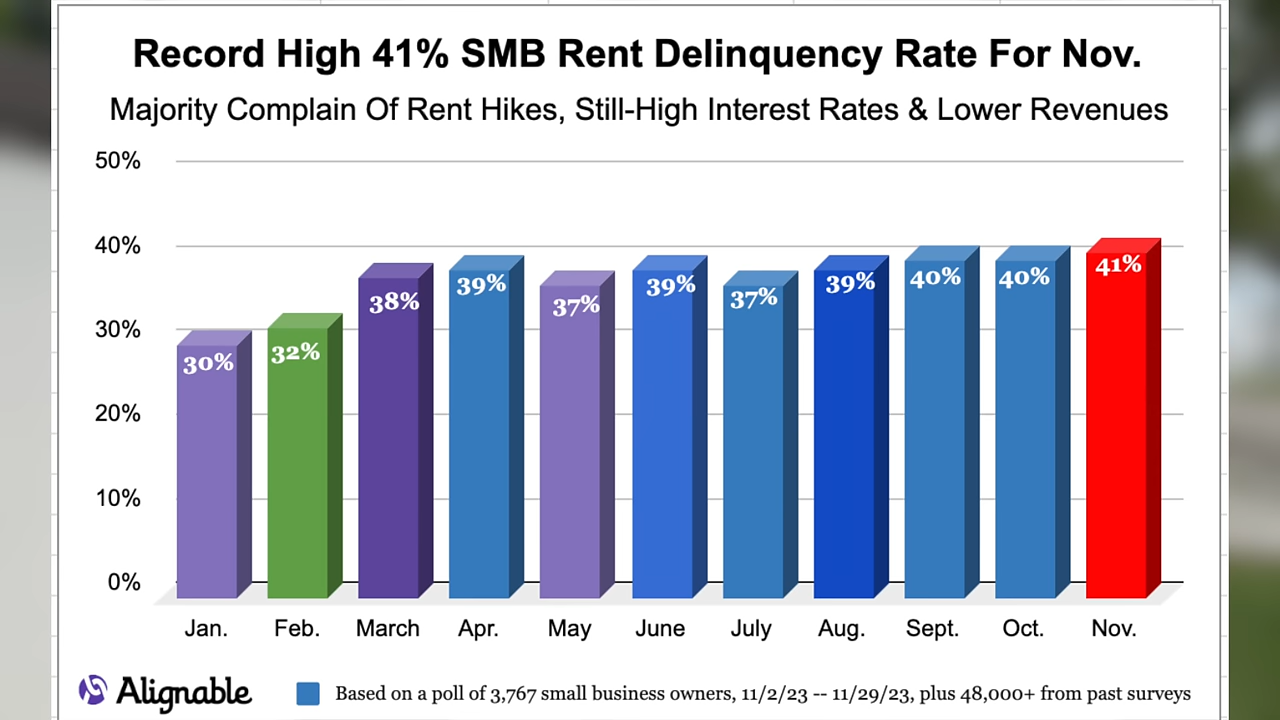 Record High 41% SMB Rent Delinquency Rate For Nov.
Majority Complain Of Rent Hikes, Still-High Interest Rates & Lower Revenues
50%
40%
30%
20%
10%
0%
30%
32%
38%
39%
37%
39%
37%
39%
40%
40%
41%
Jan.
Feb.
March
Apr.
May
June
July
Aug.
Sept.
Oct.
Nov.
Alignable
Based on a poll of 3,767 small business owners, 11/2/23 -- 11/29/23, plus 48,000+ from past surveys